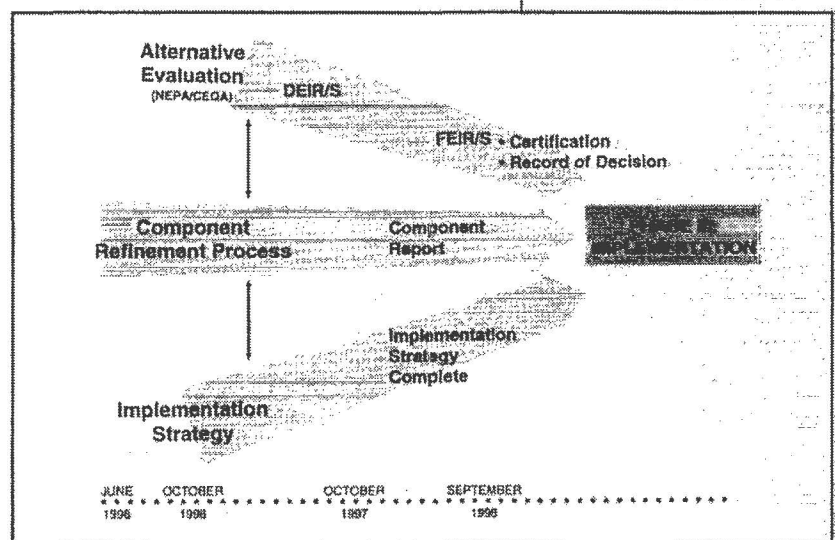 Alternative
Evaluation
(NEPA/CEQA)
DEIR/S
FEIR/S • Certification
• Record of Decision
Component
Refinement Process
Component
Report
IMPLEMENTATION
Implementation
Strategy
Complete
Implementation
Strategy
JUNE OCTOBER OCTOBER SEPTEMBER
1996 1996 1997